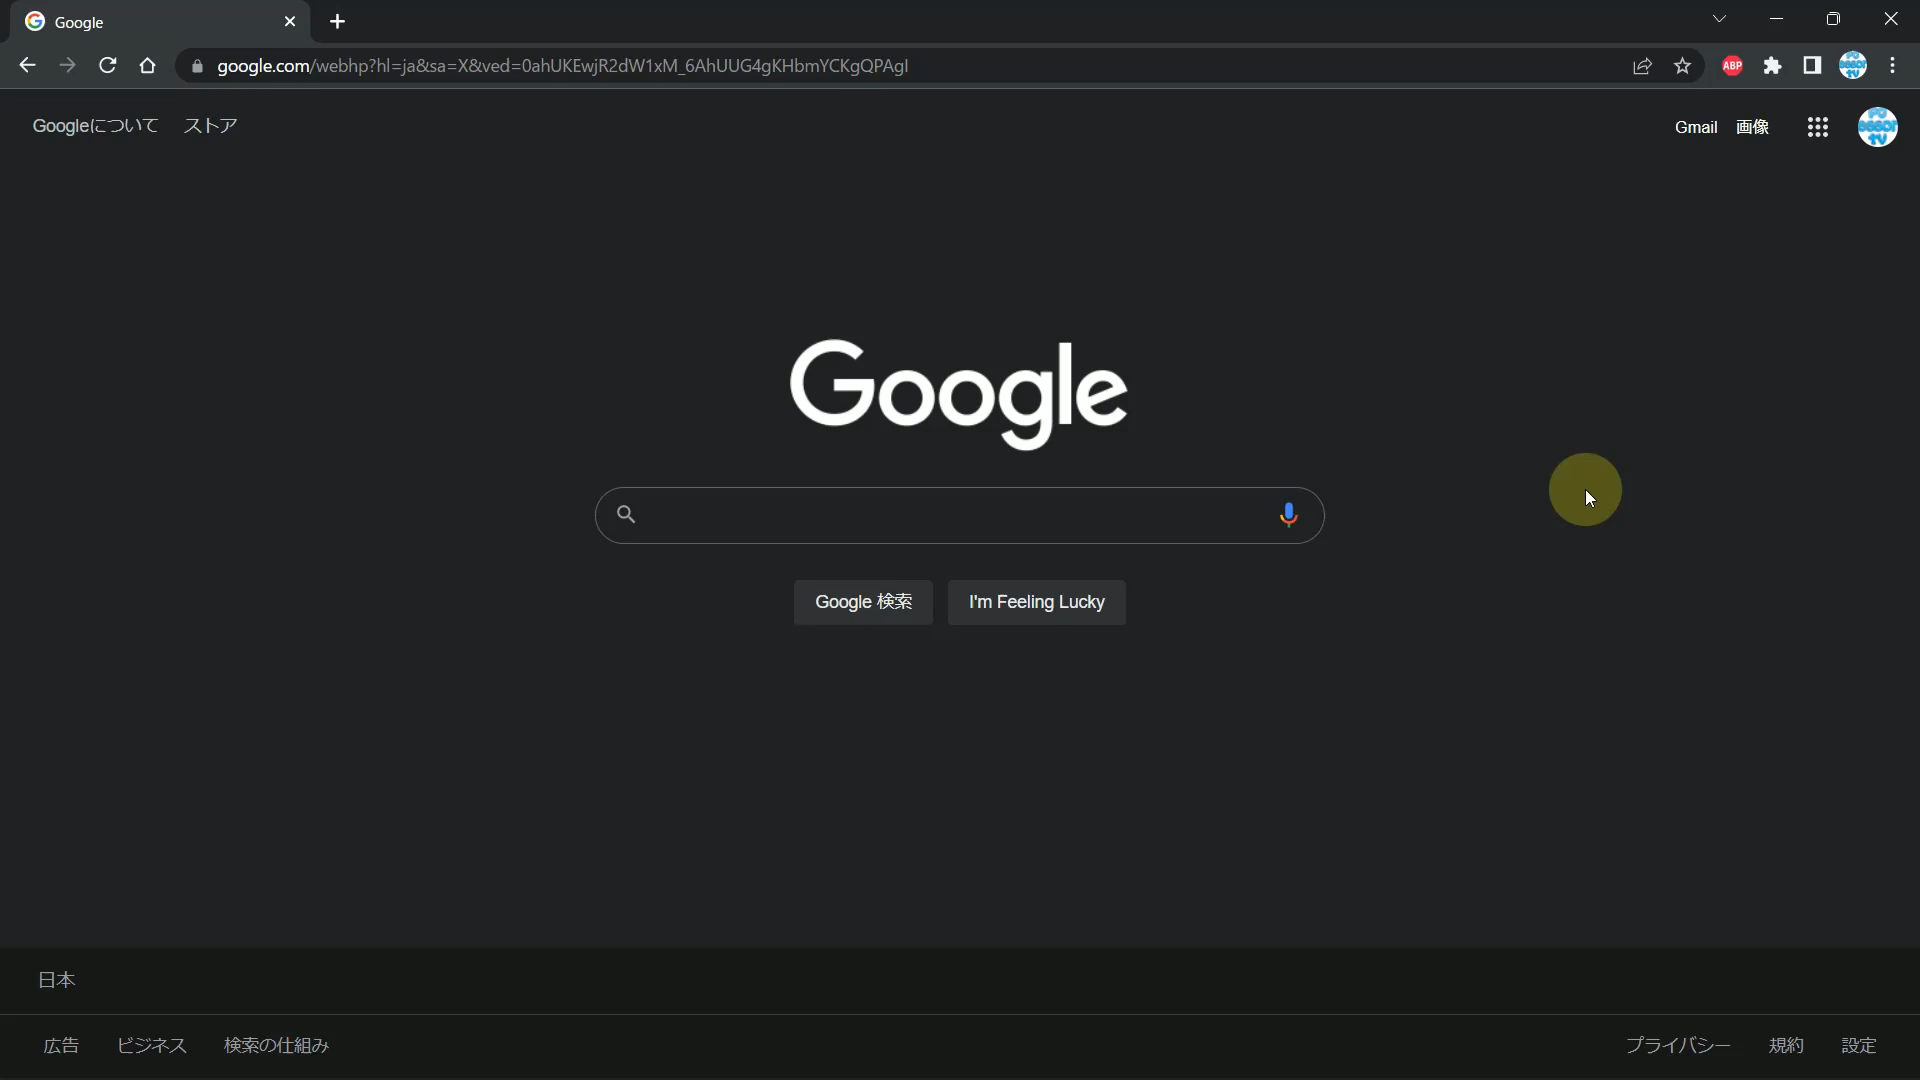 Google
google.com/webhp?hl=ja&sa=X&ved=0ahUKEwjR2dW1xM_6AhUUG4gKHbmYCKgQPAgI
ABP
Googleについて ストア
Gmail 画像
Google
Google 検索 I'm Feeling Lucky
日本
広告 ビジネス 検索の仕組み
プライバシー 規約 設定